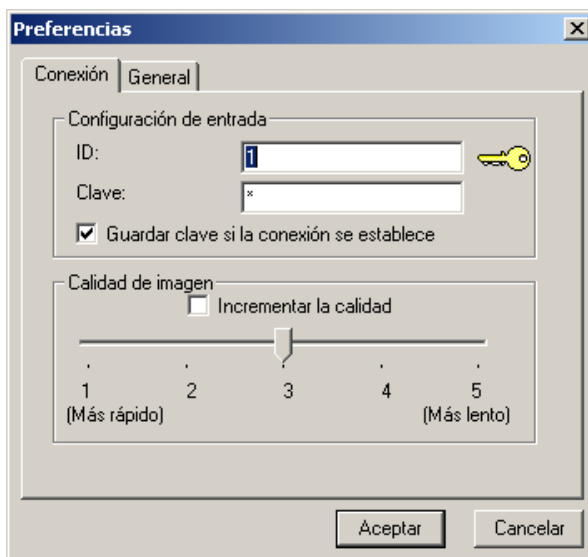 Preferencias
Conexión General
Configuración de entrada
ID: 1
Clave: *
Guardar clave si la conexión se establece
Calidad de imagen
Incrementar la calidad
1 2 3 4 5
(Más rápido) (Más lento)
Aceptar Cancelar